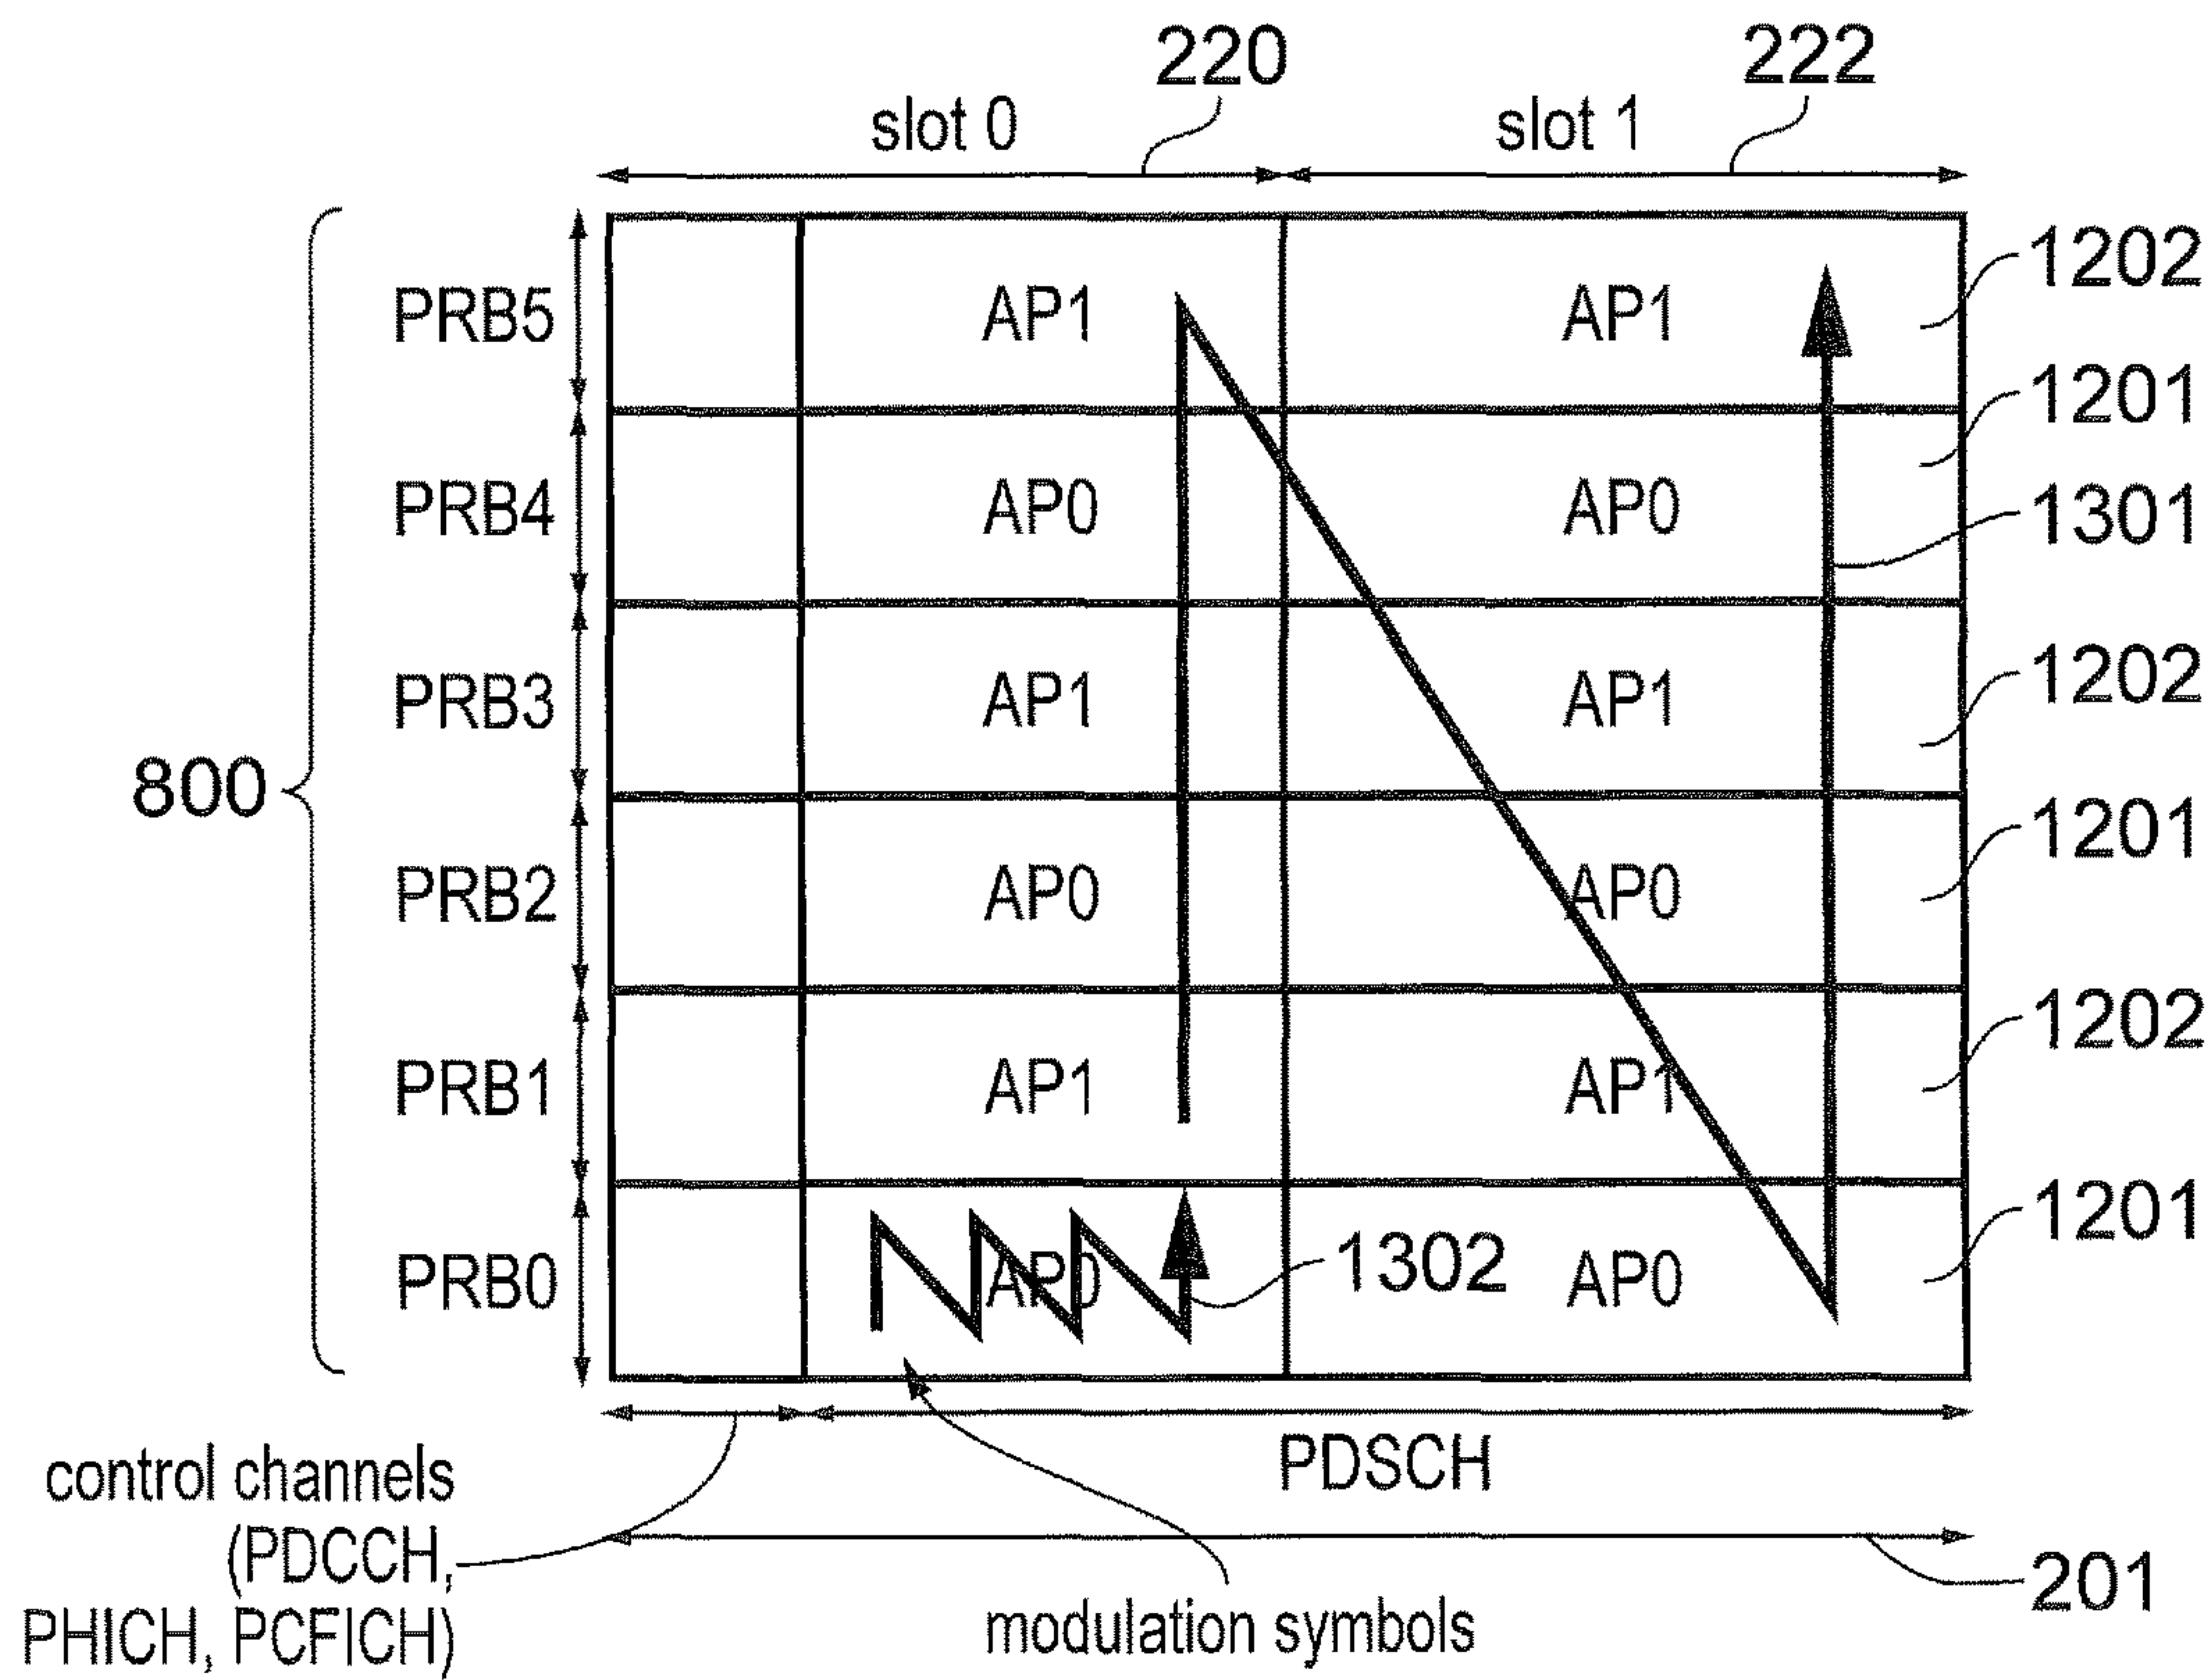 220
222
slot 0
slot 1
PRB5
AP1
AP1
1202
PRB4
AP0
AP0
1201
1301
PRB3
AP1
AP1
1202
800
PRB2
AP0
AP0
1201
PRB1
AP1
AP1
1202
PRB0
AP0
1302
AP0
1201
control channels
(PDCCH,
PHICH, PCFICH)
PDSCH
modulation symbols
201